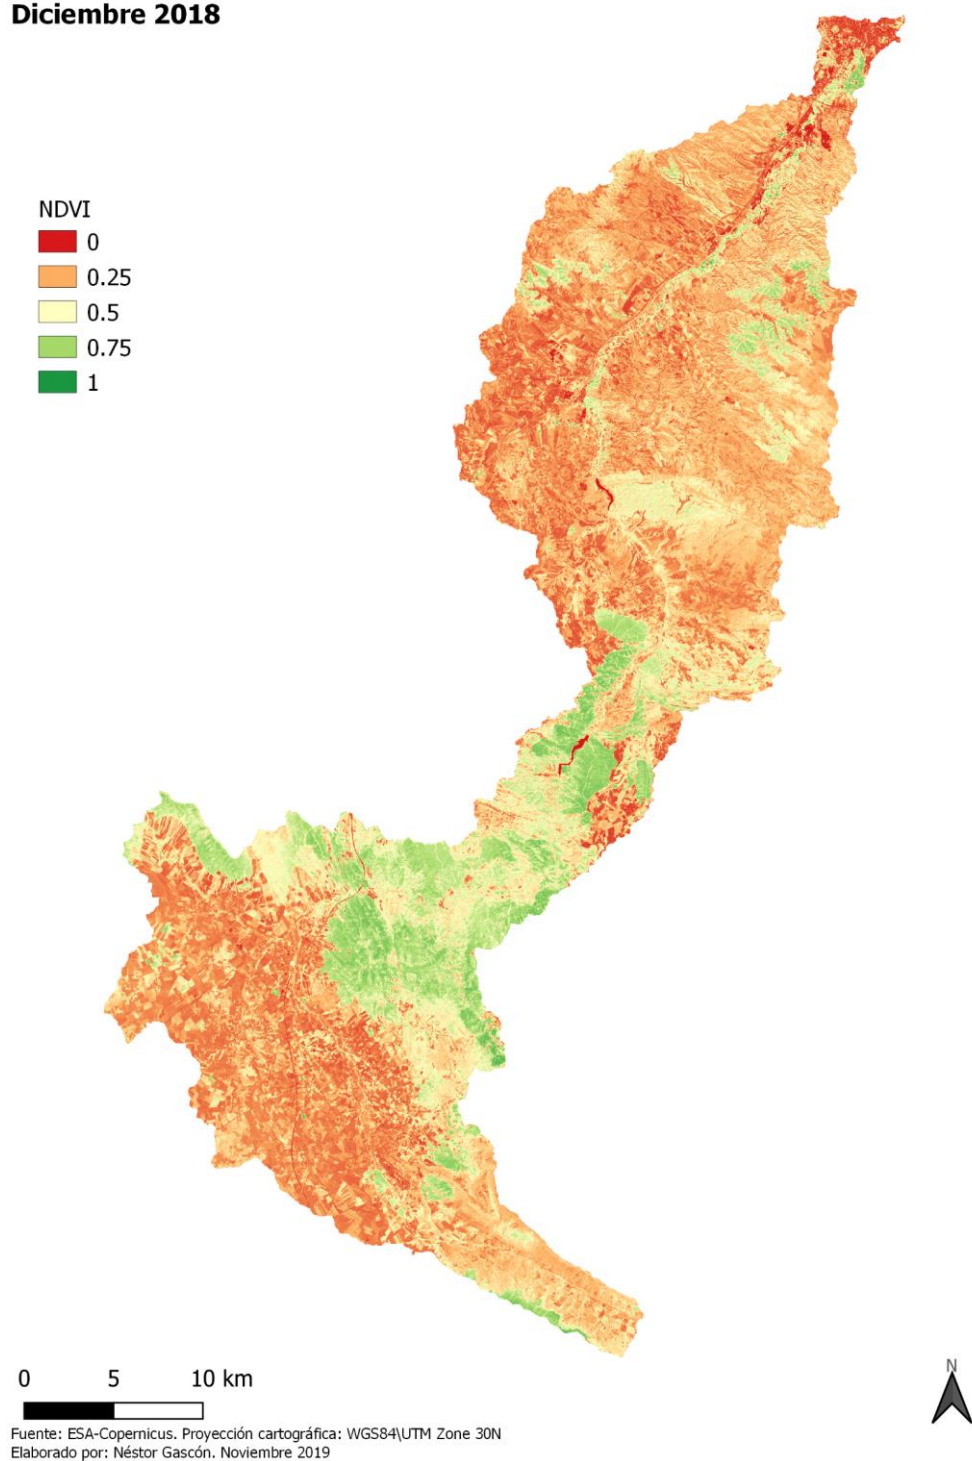 Diciembre 2018
NDVI
0
0.25
0.5
0.75
1
0 5 10 km
N
Fuente: ESA-Copernicus. Proyección cartográfica: WGS84\UTM Zone 30N
Elaborado por: Néstor Gascón. Noviembre 2019